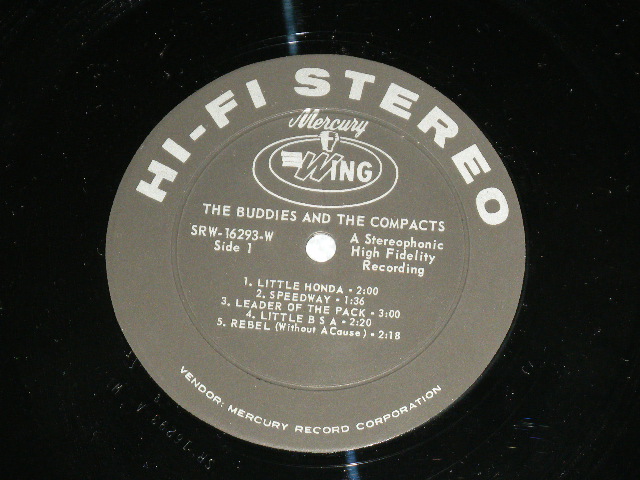 HI-FI STEREO
Mercury
WING
THE BUDDIES AND THE COMPACTS
SRW-16293-W
Side 1
A Stereophonic
High Fidelity
Recording
1. LITTLE HONDA • 2:00
2. SPEEDWAY • 1:36
3. LEADER OF THE PACK • 3:00
4. LITTLE B S A • 2:20
5. REBEL (Without A Cause) • 2:18
VENDOR: MERCURY RECORD CORPORATION